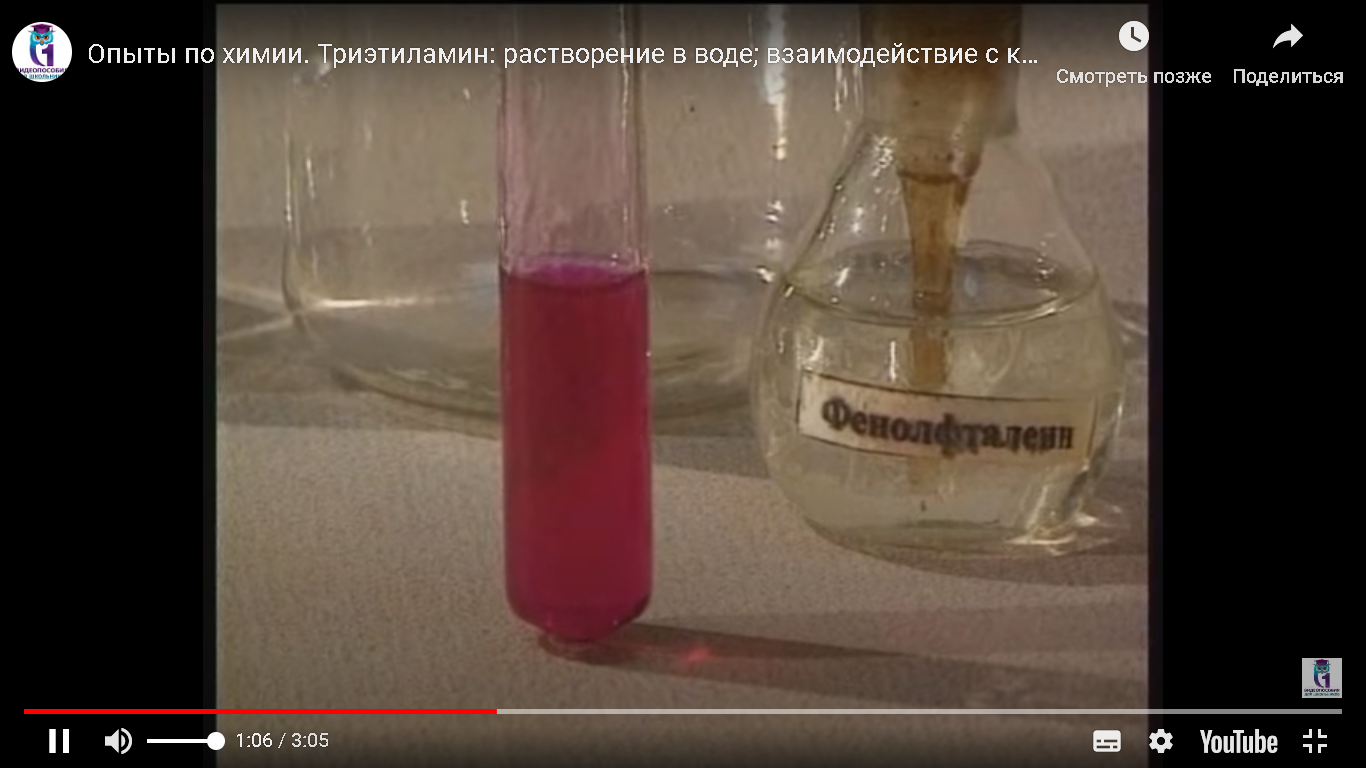 Опыты по химии. Триэтиламин: растворение в воде; взаимодействие с к...
Смотреть позже
Поделиться
Фенолфталеин
1:06 / 3:05
YouTube